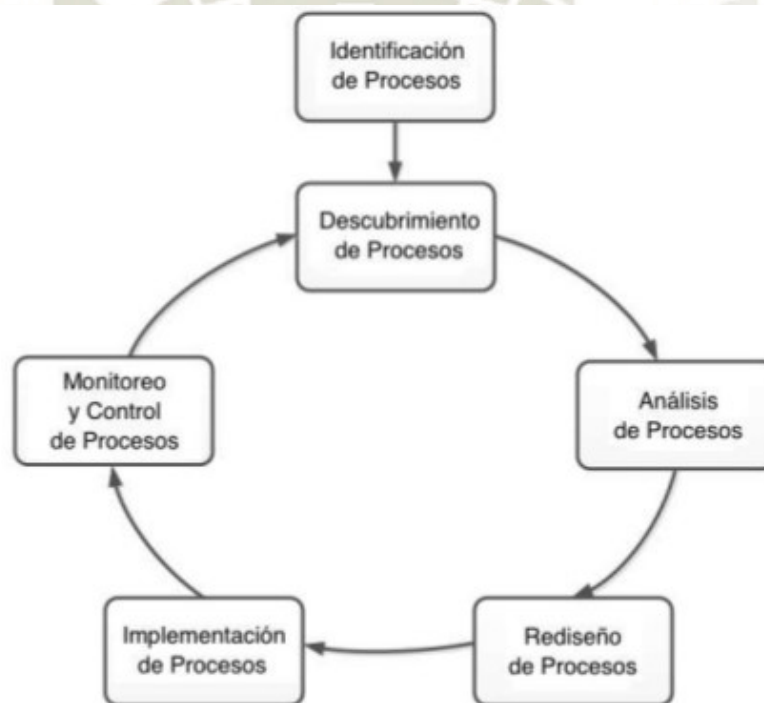 Identificación
de Procesos
Descubrimiento
de Procesos
Análisis
de Procesos
Rediseño
de Procesos
Implementación
de Procesos
Monitoreo
y Control
de Procesos